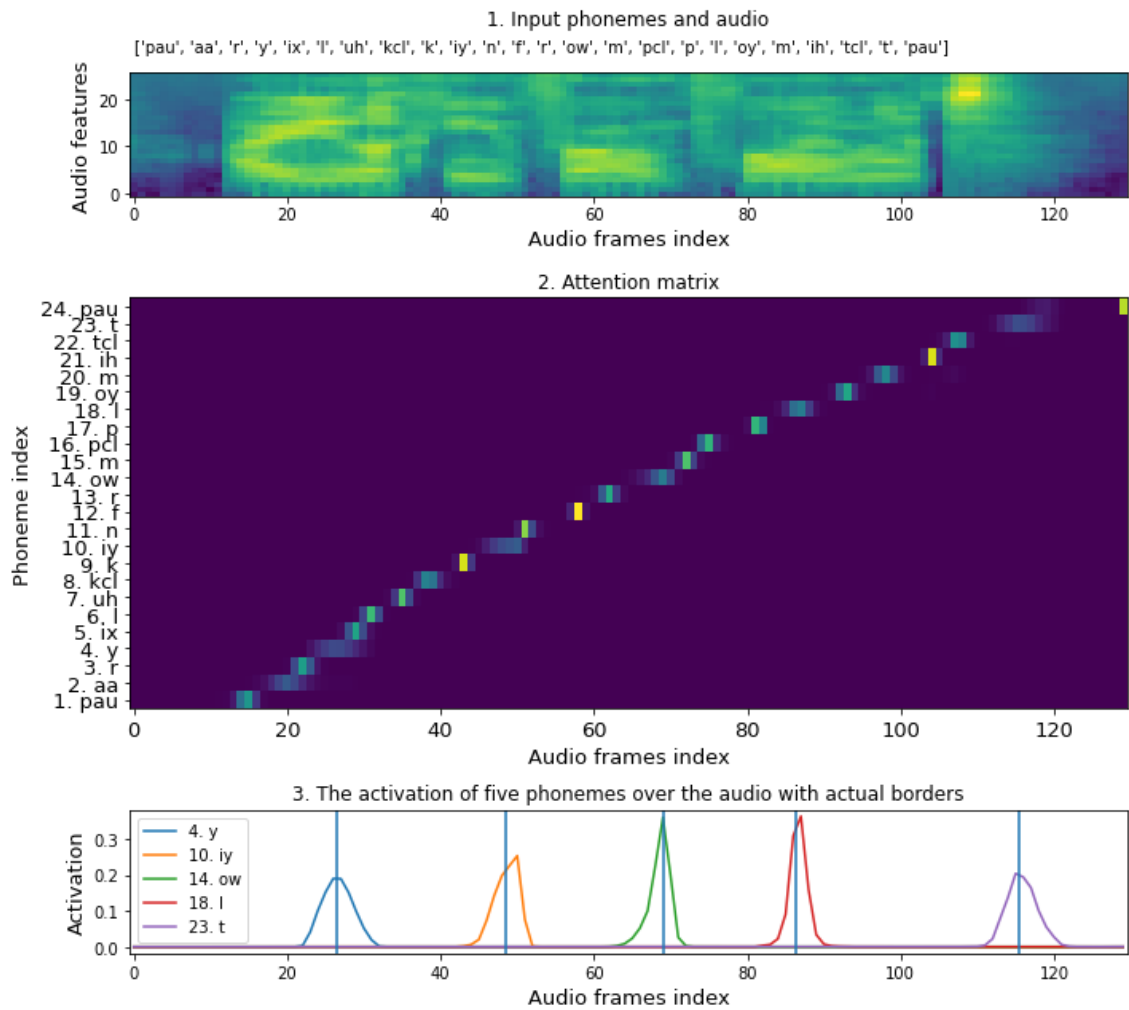 1. Input phonemes and audio
['pau', 'aa', 'r', 'y', 'ix', 'l', 'uh', 'kcl', 'k', 'iy', 'n', 'f', 'r', 'ow', 'm', 'pcl', 'p', 'l', 'oy', 'm', 'ih', 'tcl', 't', 'pau']
Audio features
20
10
0
0 20 40 60 80 100 120
Audio frames index
2. Attention matrix
Phoneme index
24. pau
23. t
22. tcl
21. ih
20. m
19. oy
18. l
17. p
16. pcl
15. m
14. ow
13. r
12. f
11. n
10. iy
9. k
8. kcl
7. uh
6. l
5. ix
4. y
3. r
2. aa
1. pau
0 20 40 60 80 100 120
Audio frames index
3. The activation of five phonemes over the audio with actual borders
Activation
0.3
0.2
0.1
0.0
4. y
10. iy
14. ow
18. l
23. t
0 20 40 60 80 100 120
Audio frames index